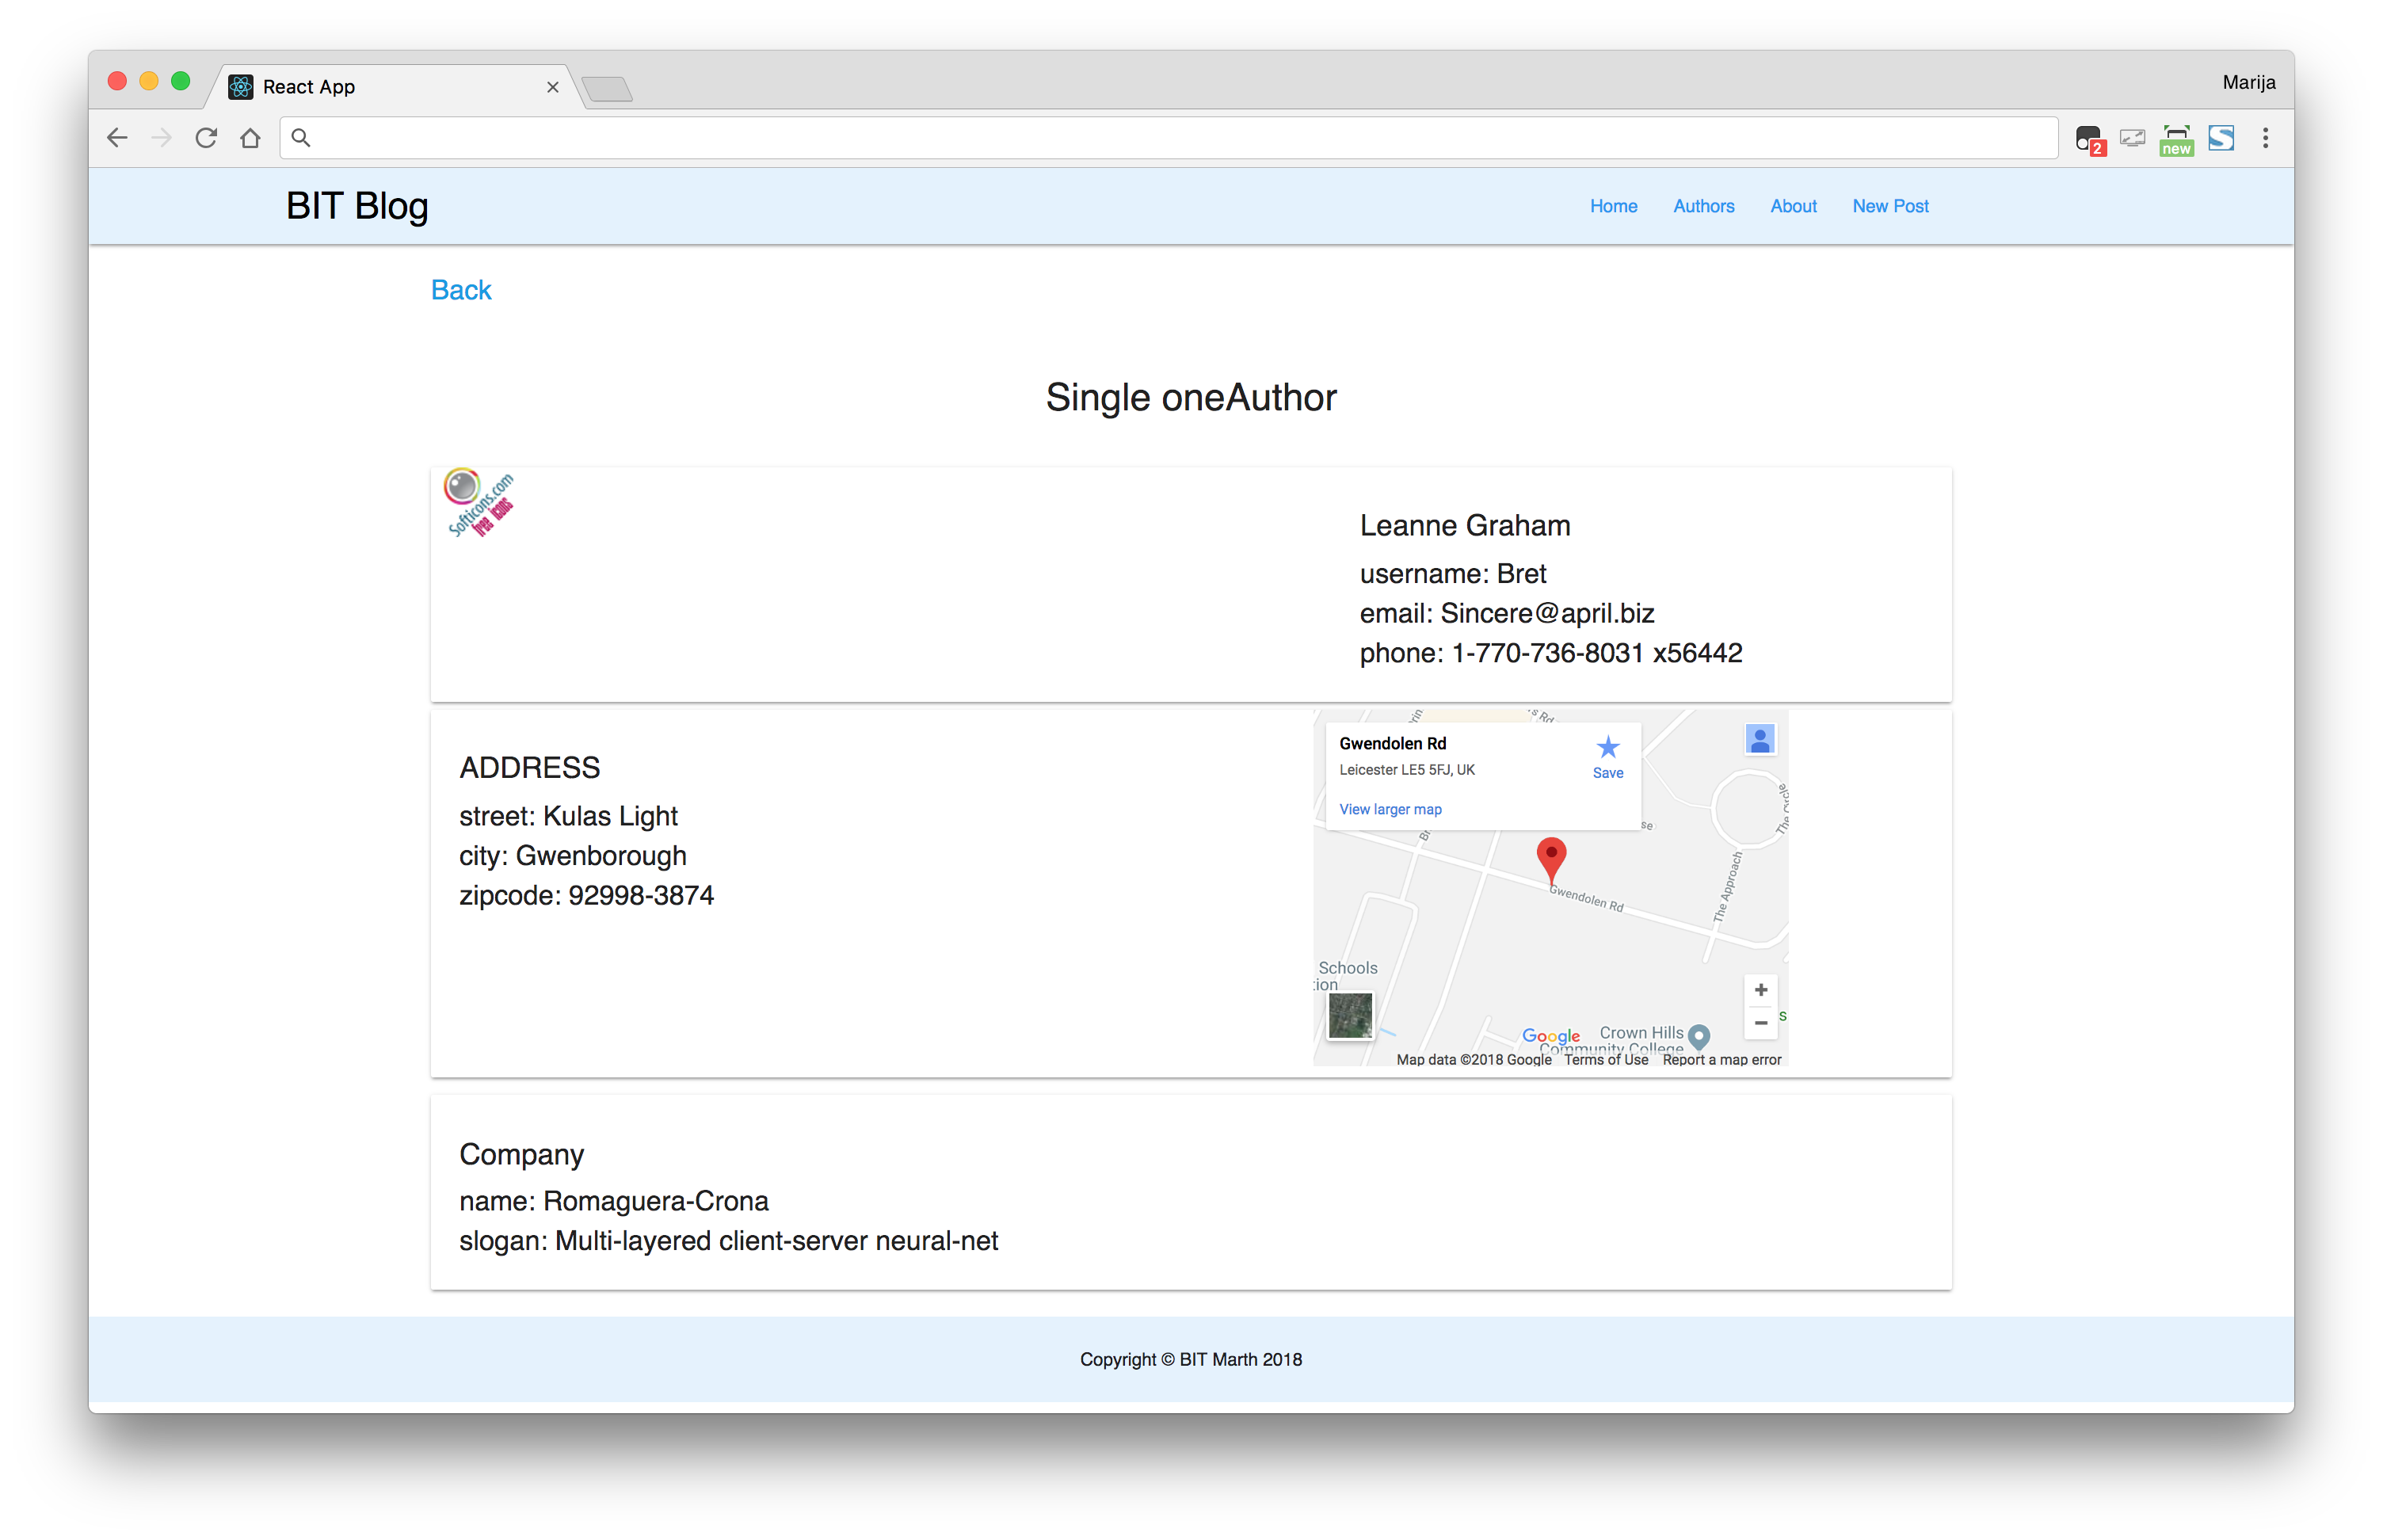 React App
Marija
2
new
BIT Blog
Home Authors About New Post
Back
Single oneAuthor
Softicons.com
free icons
Leanne Graham
username: Bret
email: Sincere@april.biz
phone: 1-770-736-8031 x56442
ADDRESS
street: Kulas Light
city: Gwenborough
zipcode: 92998-3874
rs Rd
Gwendolen Rd
Leicester LE5 5FJ, UK
Save
View larger map
Gwendolen Rd
The Approach
Schools
Google
Crown Hills
Community College
Map data ©2018 Google Terms of Use Report a map error
Company
name: Romaguera-Crona
slogan: Multi-layered client-server neural-net
Copyright © BIT Marth 2018